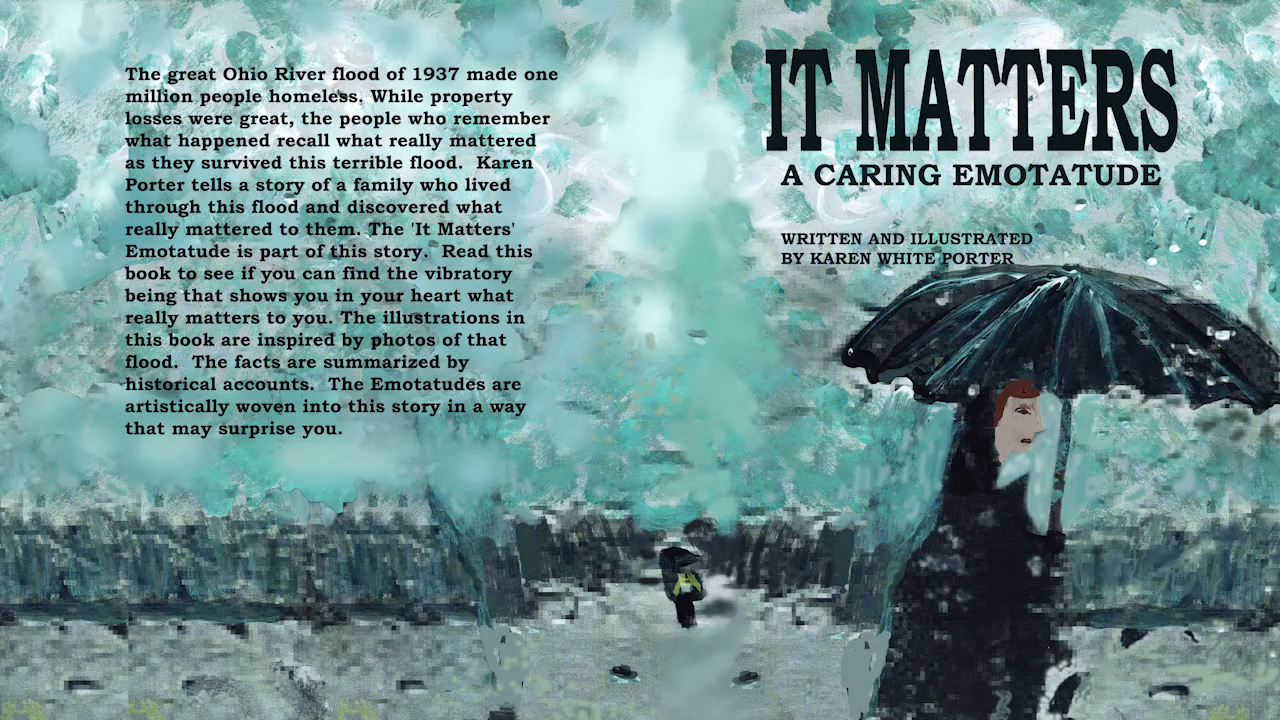 The great Ohio River flood of 1937 made one
million people homeless. While property
losses were great, the people who remember
what happened recall what really mattered
as they survived this terrible flood.  Karen
Porter tells a story of a family who lived
through this flood and discovered what
really mattered to them. The 'It Matters'
Emotatude is part of this story.  Read this
book to see if you can find the vibratory
being that shows you in your heart what
really matters to you. The illustrations in
this book are inspired by photos of that
flood.  The facts are summarized by
historical accounts.  The Emotatudes are
artistically woven into this story in a way
that may surprise you.
IT MATTERS
A CARING EMOTATUDE
WRITTEN AND ILLUSTRATED
BY KAREN WHITE PORTER